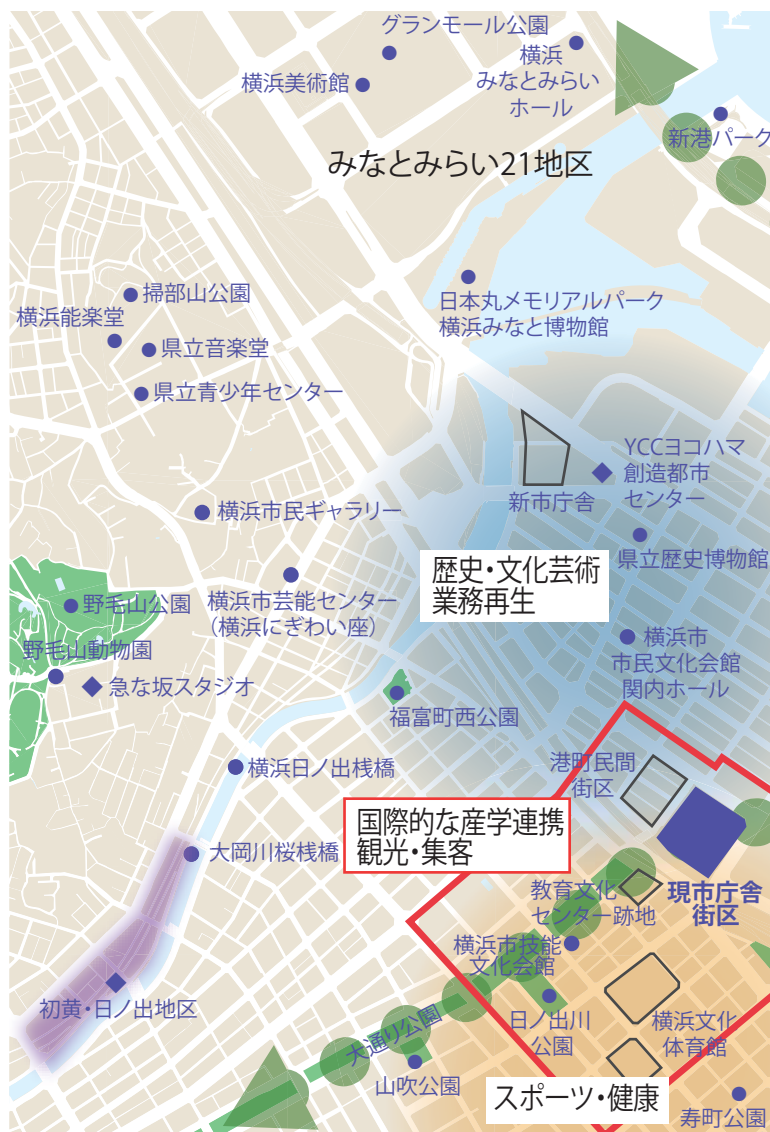 グランモール公園
横浜
みなとみらい
ホール
横浜美術館
新港パーク
みなとみらい21地区
日本丸メモリアルパーク
横浜みなと博物館
掃部山公園
横浜能楽堂
県立音楽堂
県立青少年センター
YCCヨコハマ
創造都市
センター
新市庁舎
横浜市民ギャラリー
県立歴史博物館
歴史・文化芸術
業務再生
横浜市芸能センター
（横浜にぎわい座）
野毛山公園
野毛山動物園
急な坂スタジオ
横浜市
市民文化会館
関内ホール
福富町西公園
横浜日ノ出桟橋
港町民間
街区
国際的な産学連携
観光・集客
大岡川桜桟橋
教育文化
センター跡地
現市庁舎
街区
横浜市技能
文化会館
初黄・日ノ出地区
日ノ出川
公園
横浜文化
体育館
大通り公園
山吹公園
スポーツ・健康
寿町公園